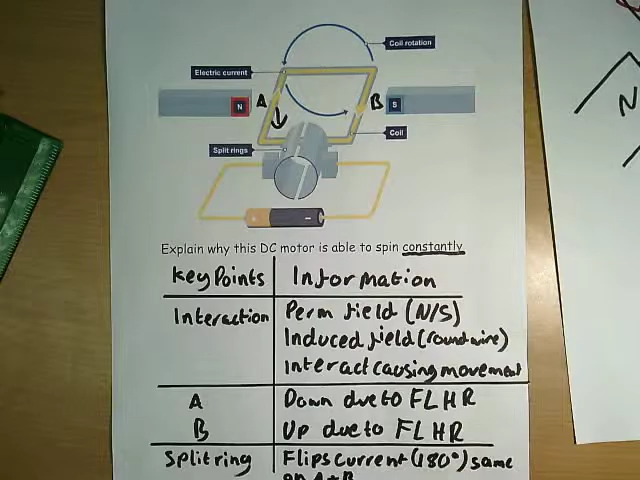 Coil rotation
Electric current
A
B
N
S
Coil
Split rings
+
-
Explain why this DC motor is able to spin constantly
Key Points Information
Interaction Perm field (N/S)
Induced field (round wire)
Interact causing movement
A Down due to FLHR
B Up due to FLHR
Split ring Flips current (180°) same
on A+B
N